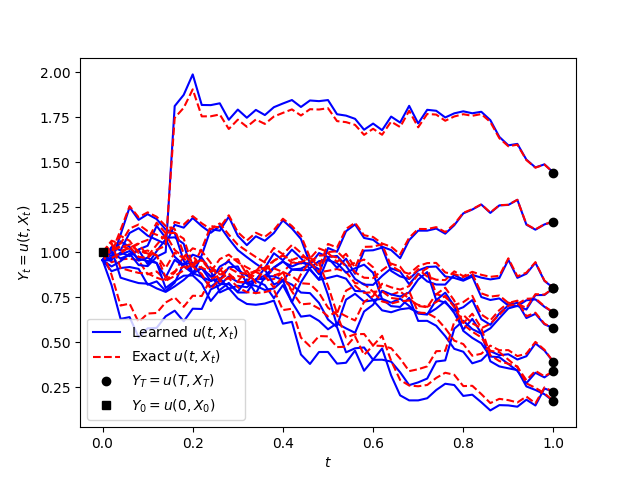 2.00
1.75
1.50
1.25
1.00
0.75
0.50
0.25
Y_t = u(t, X_t)
Learned u(t, X_t)
Exact u(t, X_t)
Y_T = u(T, X_T)
Y_0 = u(0, X_0)
0.0 0.2 0.4 0.6 0.8 1.0
t